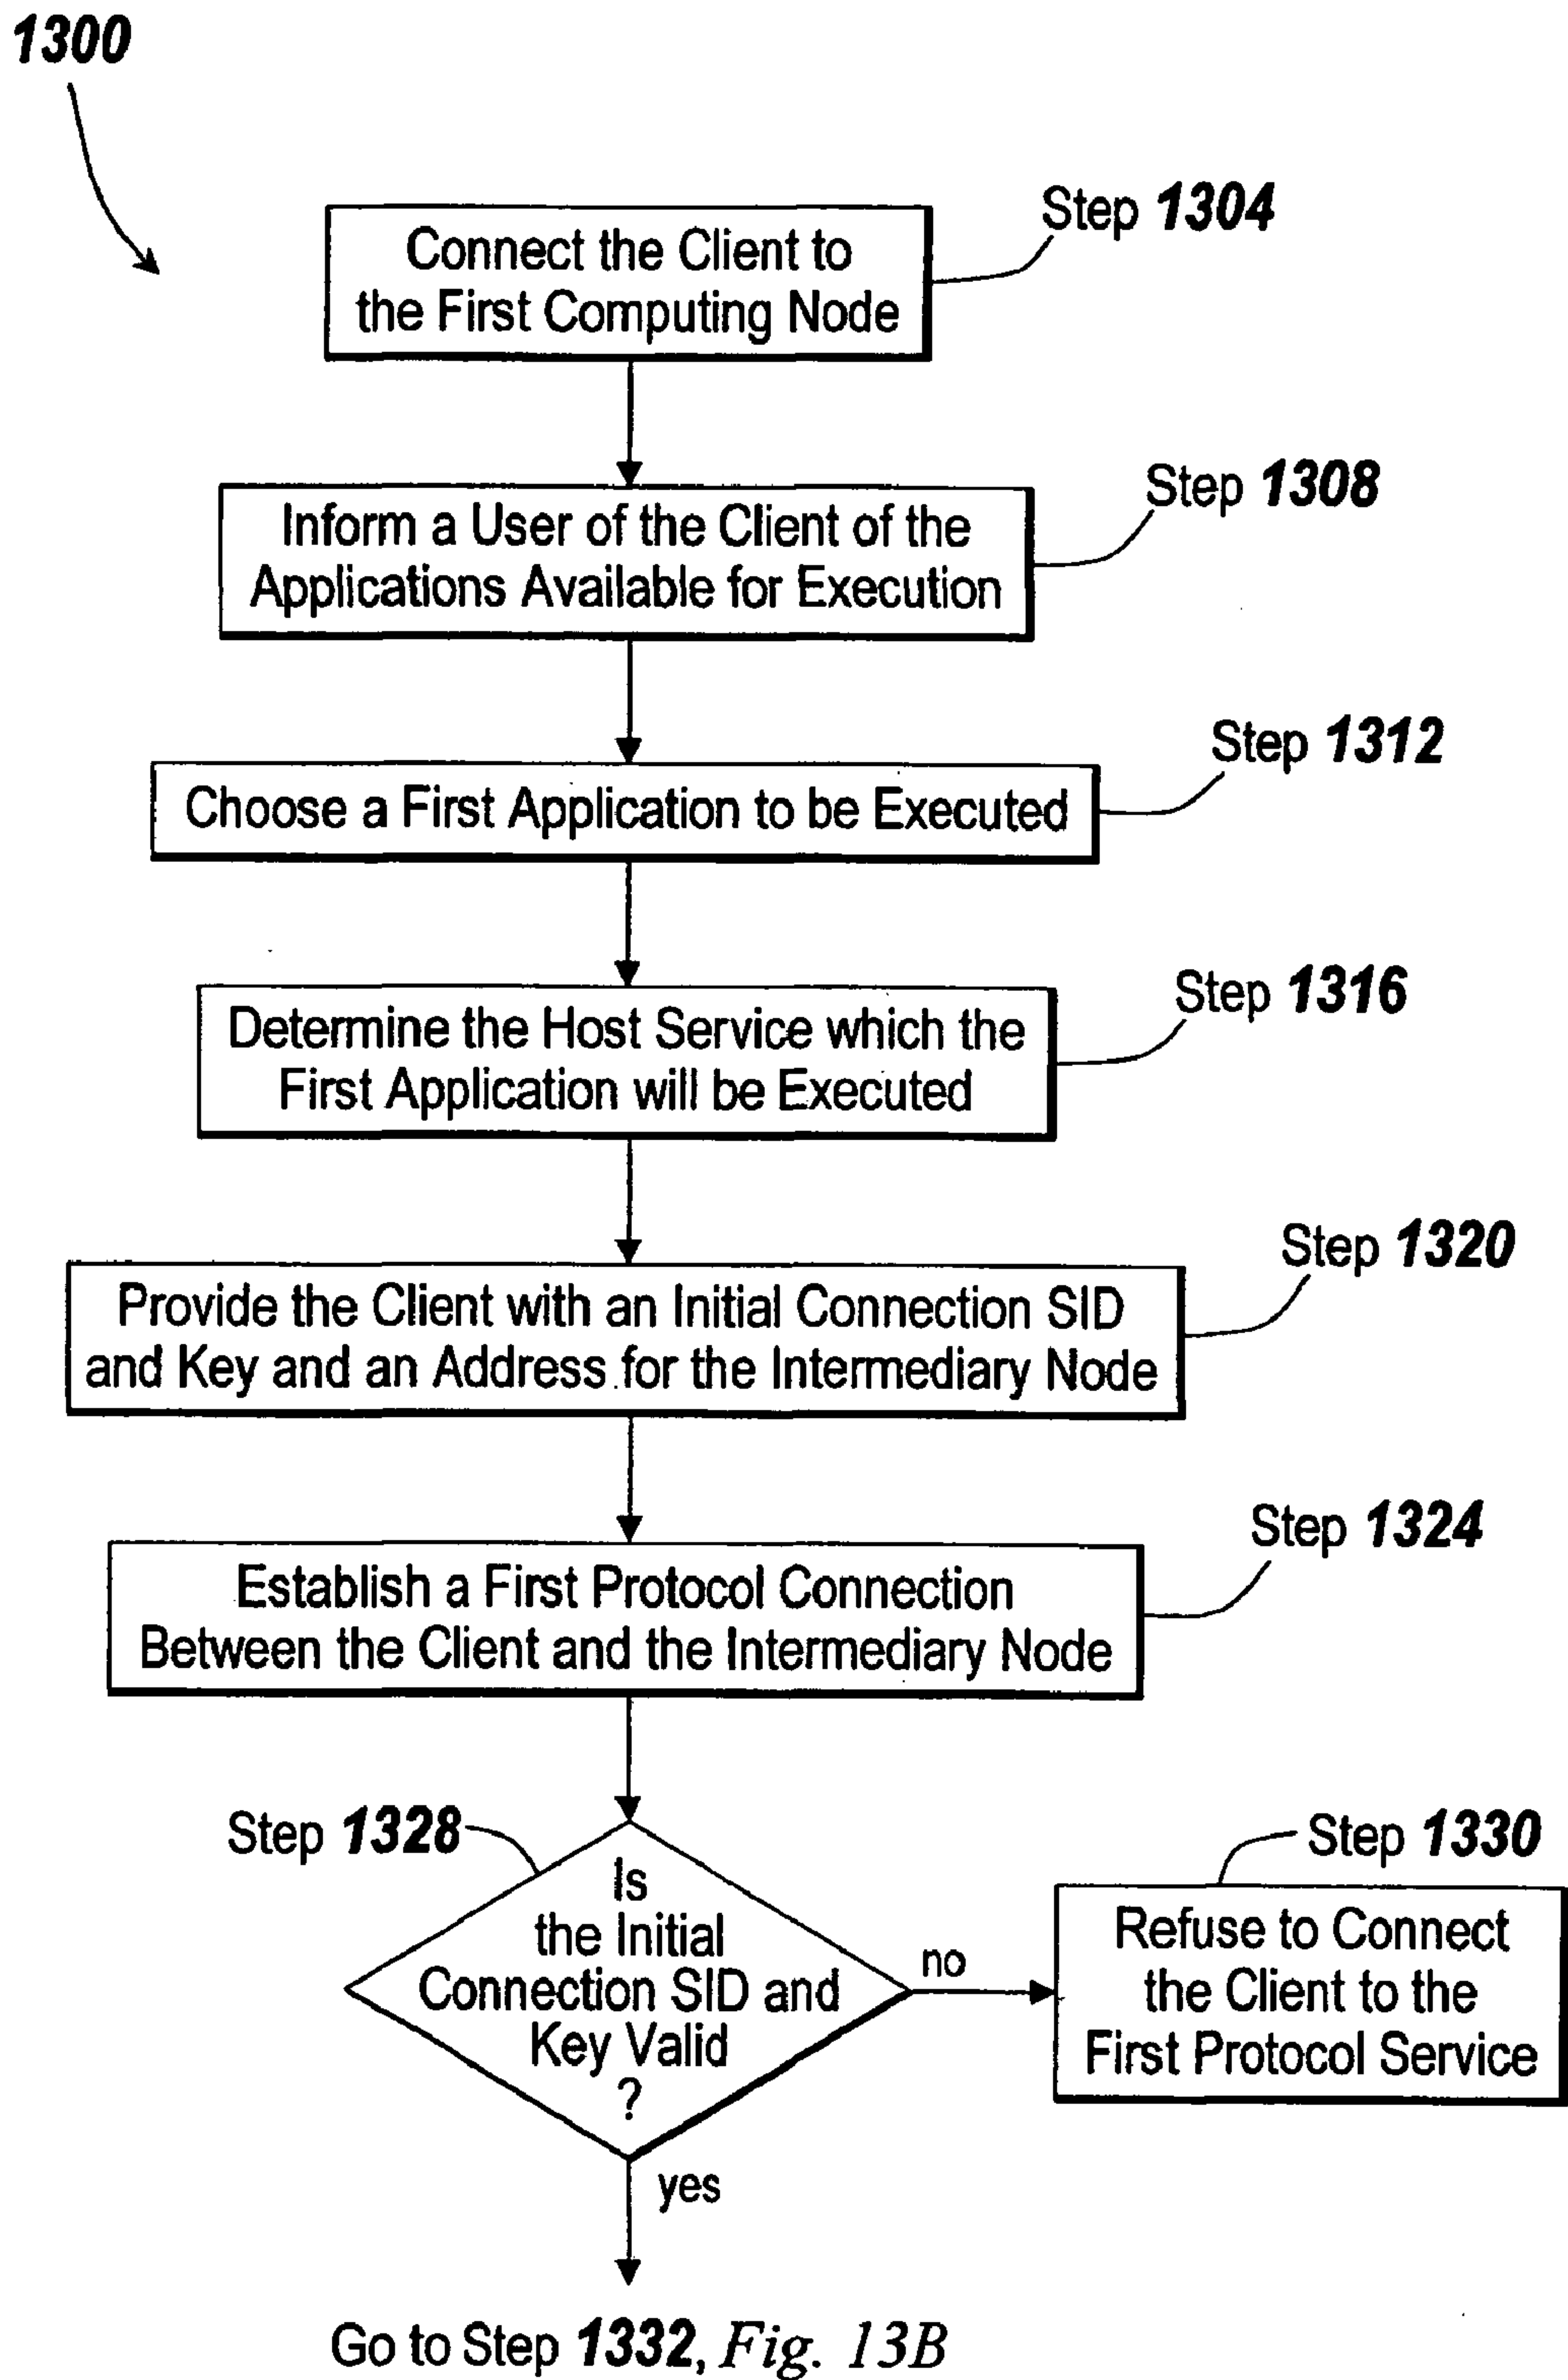 1300
Step 1304
Connect the Client to
the First Computing Node
Step 1308
Inform a User of the Client of the
Applications Available for Execution
Step 1312
Choose a First Application to be Executed
Step 1316
Determine the Host Service which the
First Application will be Executed
Step 1320
Provide the Client with an Initial Connection SID
and Key and an Address for the Intermediary Node
Step 1324
Establish a First Protocol Connection
Between the Client and the Intermediary Node
Step 1328
Is
the Initial
Connection SID and
Key Valid
?
no
Step 1330
Refuse to Connect
the Client to the
First Protocol Service
yes
Go to Step 1332, Fig. 13B